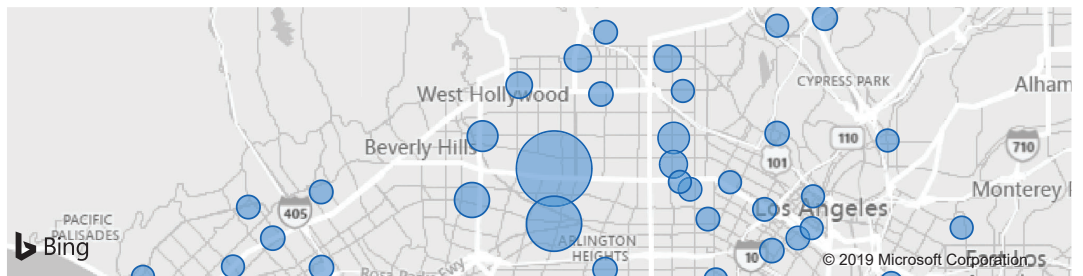 CYPRESS PARK
Alham
West Hollywood
110
710
Beverly Hills
101
Monterey
405
Los Angeles
PACIFIC
PALISADES
Bing
ARLINGTON
HEIGHTS
10
© 2019 Microsoft Corporation